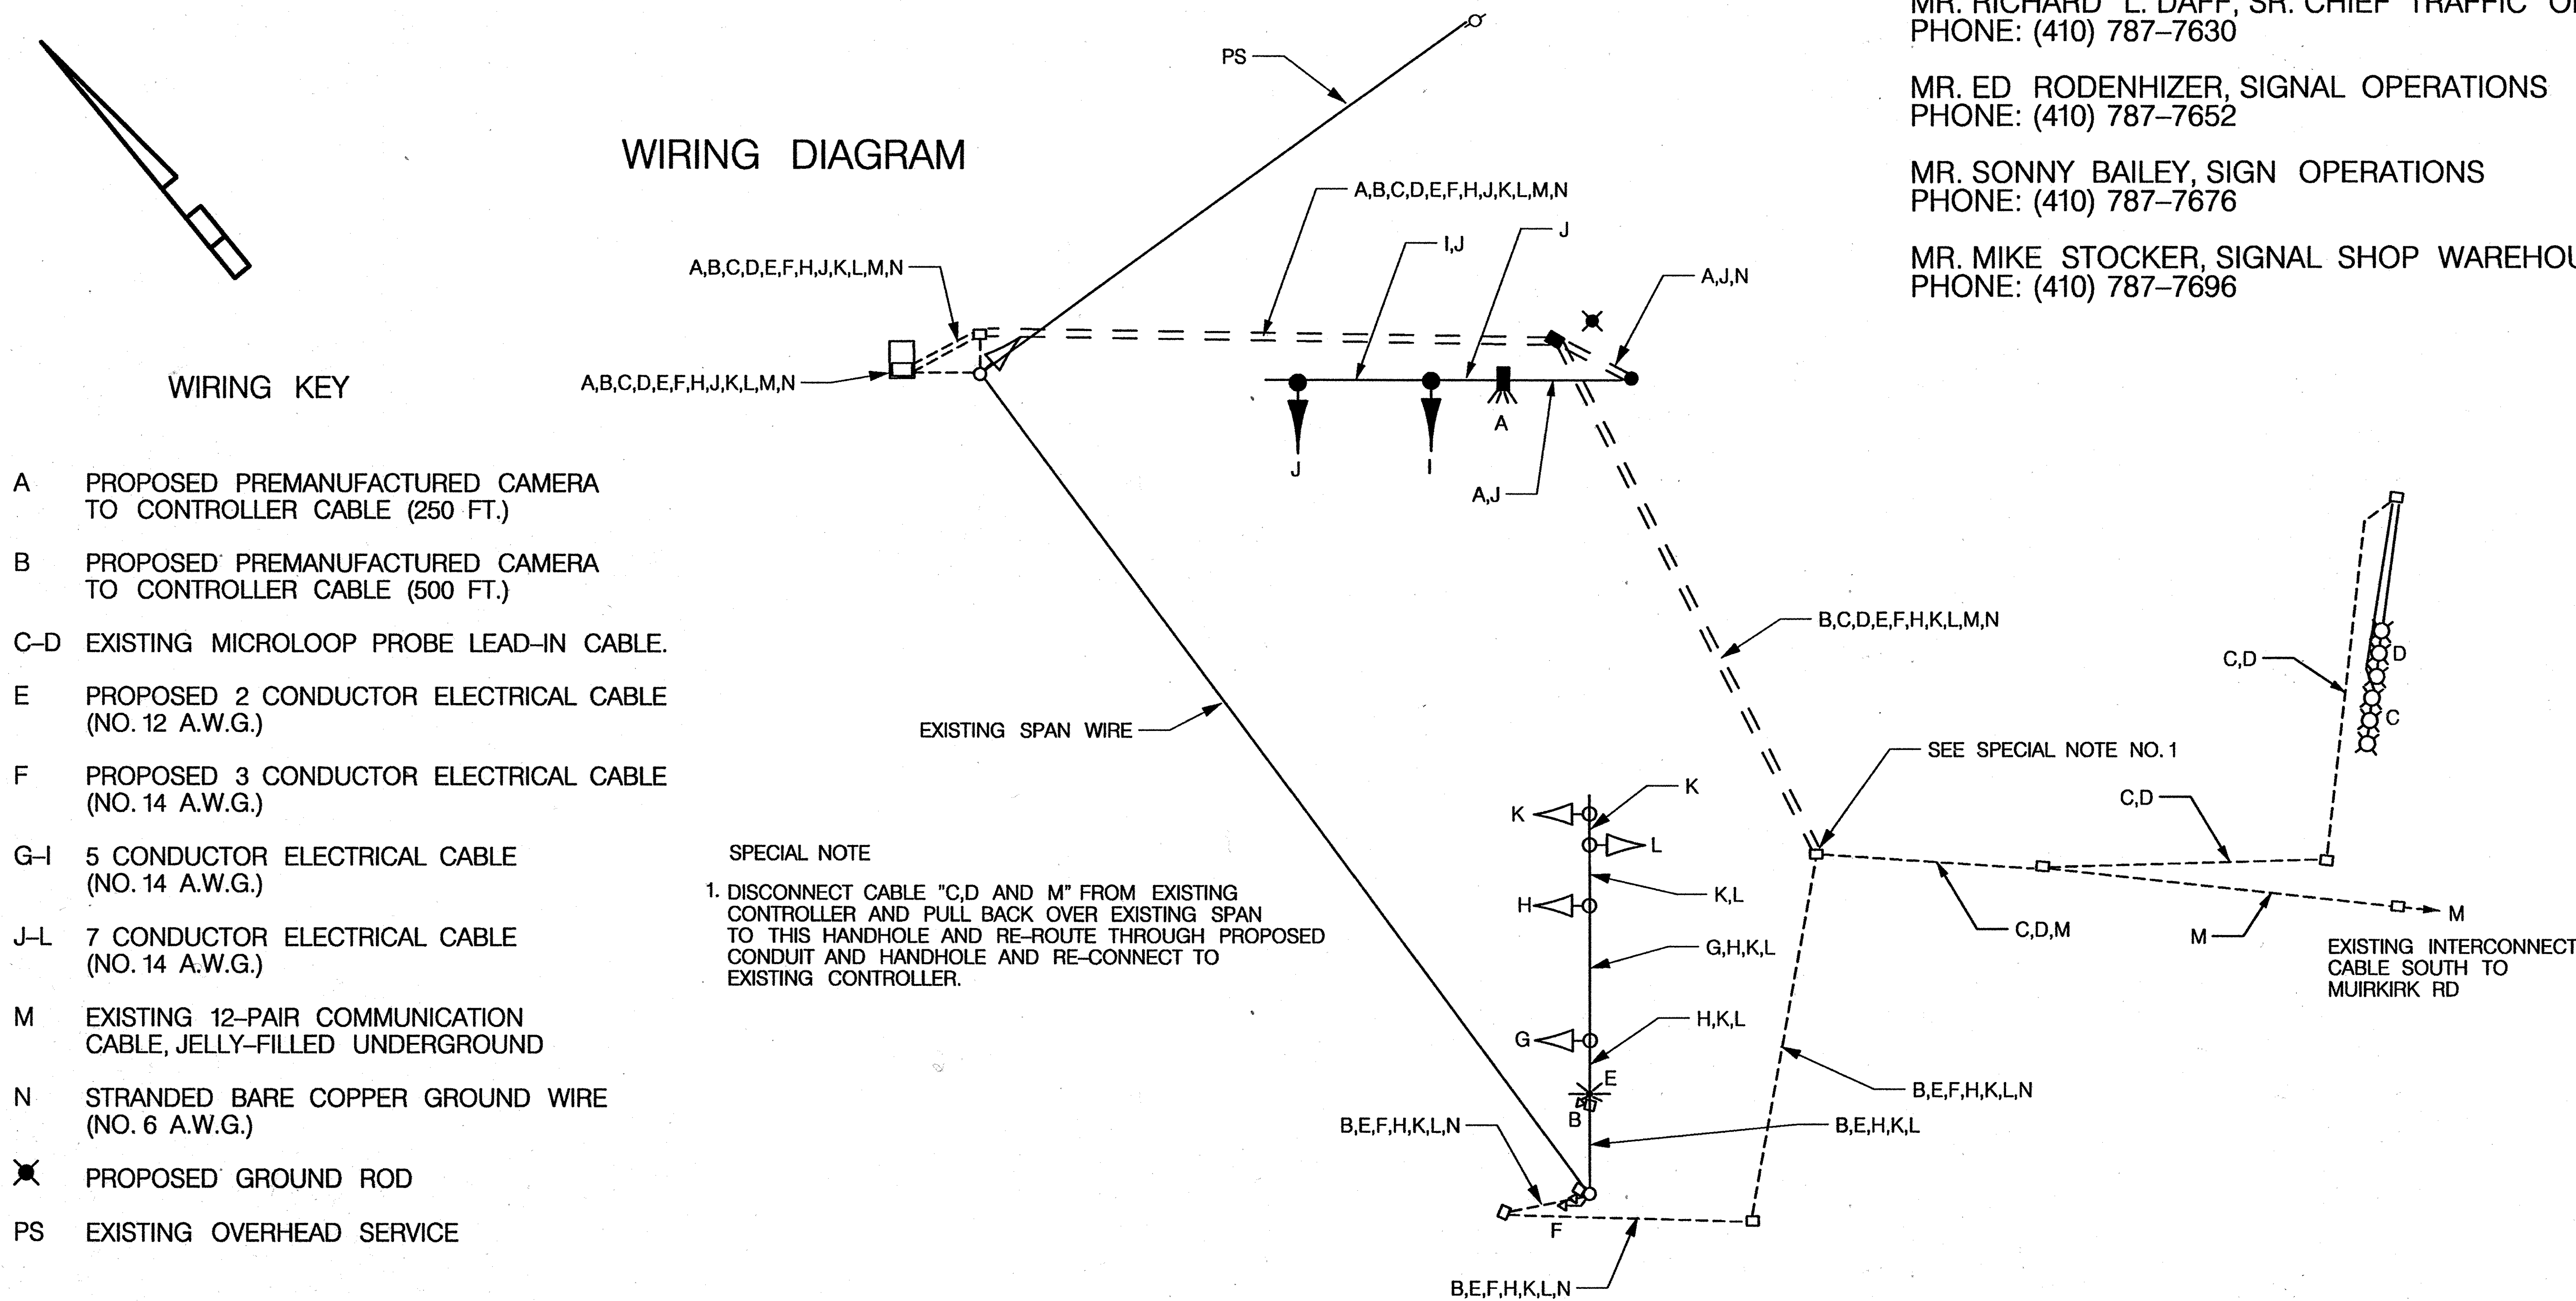 MR. RICHARD L. DAFF, SR. CHIEF TRAFFIC
PHONE: (410) 787-7630
MR. ED RODENHIZER, SIGNAL OPERATIONS
PHONE: (410) 787-7652
MR. SONNY BAILEY, SIGN OPERATIONS
PHONE: (410) 787-7676
MR. MIKE STOCKER, SIGNAL SHOP
PHONE: (410) 787-7696
WIRING DIAGRAM
PS
A,B,C,D,E,F,H,J,K,L,M,N
I,J
J
A,B,C,D,E,F,H,J,K,L,M,N
A,J,N
A,B,C,D,E,F,H,J,K,L,M,N
A
J
I
A,J
B,C,D,E,F,H,K,L,M,N
C,D
D
C
EXISTING SPAN WIRE
SEE SPECIAL NOTE NO. 1
K
K
L
C,D
K,L
H
C,D,M
M
M
EXISTING INTERCONNECT
CABLE SOUTH TO
MUIRKIRK RD
G,H,K,L
H,K,L
G
E
B
B,E,F,H,K,L,N
B,E,F,H,K,L,N
B,E,H,K,L
F
B,E,F,H,K,L,N
WIRING KEY
A PROPOSED PREMANUFACTURED CAMERA
TO CONTROLLER CABLE (250 FT.)
B PROPOSED PREMANUFACTURED CAMERA
TO CONTROLLER CABLE (500 FT.)
C-D EXISTING MICROLOOP PROBE LEAD-IN CABLE.
E PROPOSED 2 CONDUCTOR ELECTRICAL CABLE
(NO. 12 A.W.G.)
F PROPOSED 3 CONDUCTOR ELECTRICAL CABLE
(NO. 14 A.W.G.)
G-I 5 CONDUCTOR ELECTRICAL CABLE
(NO. 14 A.W.G.)
J-L 7 CONDUCTOR ELECTRICAL CABLE
(NO. 14 A.W.G.)
M EXISTING 12-PAIR COMMUNICATION
CABLE, JELLY-FILLED UNDERGROUND
N STRANDED BARE COPPER GROUND WIRE
(NO. 6 A.W.G.)
PROPOSED GROUND ROD
PS EXISTING OVERHEAD SERVICE
SPECIAL NOTE
1. DISCONNECT CABLE "C,D AND M" FROM EXISTING
CONTROLLER AND PULL BACK OVER EXISTING SPAN
TO THIS HANDHOLE AND RE-ROUTE THROUGH PROPOSED
CONDUIT AND HANDHOLE AND RE-CONNECT TO
EXISTING CONTROLLER.